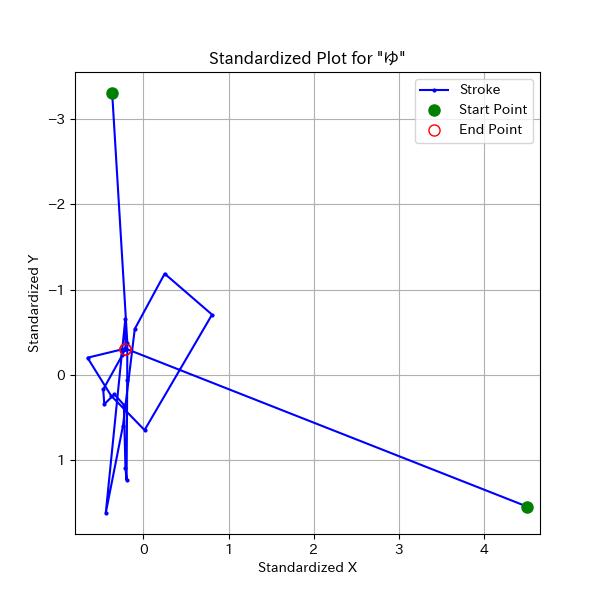 Standardized Plot for "ゆ"
Stroke
Start Point
End Point
−3
−2
−1
0
1
Standardized Y
0
1
2
3
4
Standardized X